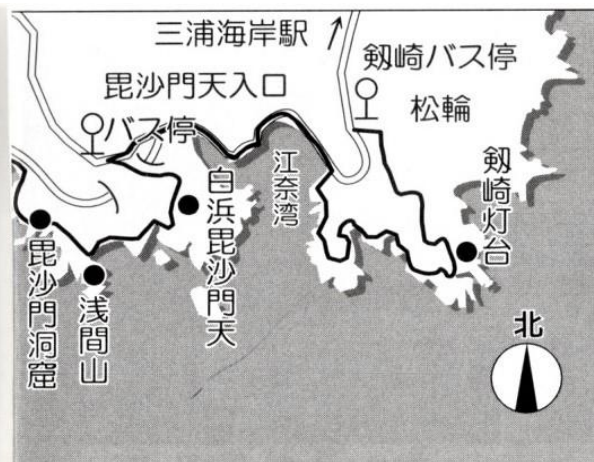 三浦海岸駅
剱崎バス停
毘沙門天入口
バス停
松輪
江奈湾
剱崎灯台
白浜毘沙門天
浅間山
毘沙門洞窟
北